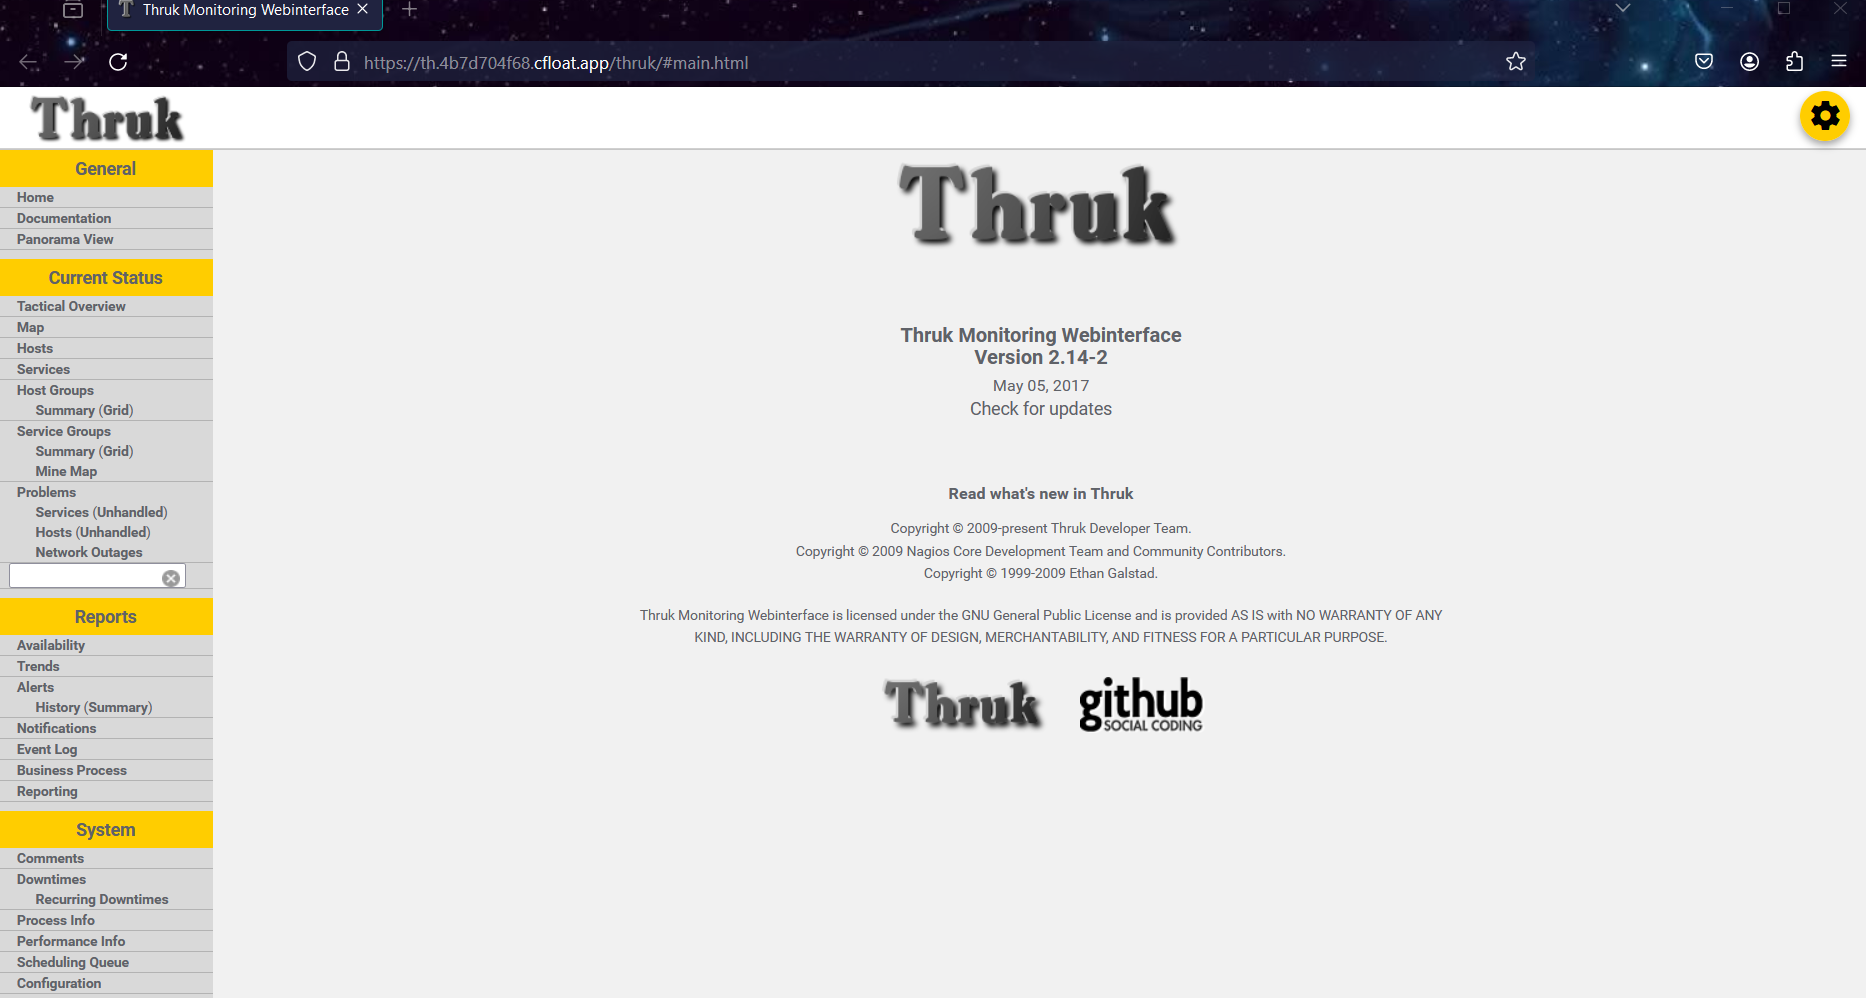 Thruk Monitoring Webinterface
https://th.4b7d704f68.cfloat.app/thruk/#main.html
Thruk
General
Home
Documentation
Panorama View
Current Status
Tactical Overview
Map
Hosts
Services
Host Groups
Summary (Grid)
Service Groups
Summary (Grid)
Mine Map
Problems
Services (Unhandled)
Hosts (Unhandled)
Network Outages
Reports
Availability
Trends
Alerts
History (Summary)
Notifications
Event Log
Business Process
Reporting
System
Comments
Downtimes
Recurring Downtimes
Process Info
Performance Info
Scheduling Queue
Configuration
Thruk
Thruk Monitoring Webinterface
Version 2.14-2
May 05, 2017
Check for updates
Read what's new in Thruk
Copyright © 2009-present Thruk Developer Team.
Copyright © 2009 Nagios Core Development Team and Community Contributors.
Copyright © 1999-2009 Ethan Galstad.
Thruk Monitoring Webinterface is licensed under the GNU General Public License and is provided AS IS with NO WARRANTY OF ANY
KIND, INCLUDING THE WARRANTY OF DESIGN, MERCHANTABILITY, AND FITNESS FOR A PARTICULAR PURPOSE.
Thruk
github
SOCIAL CODING